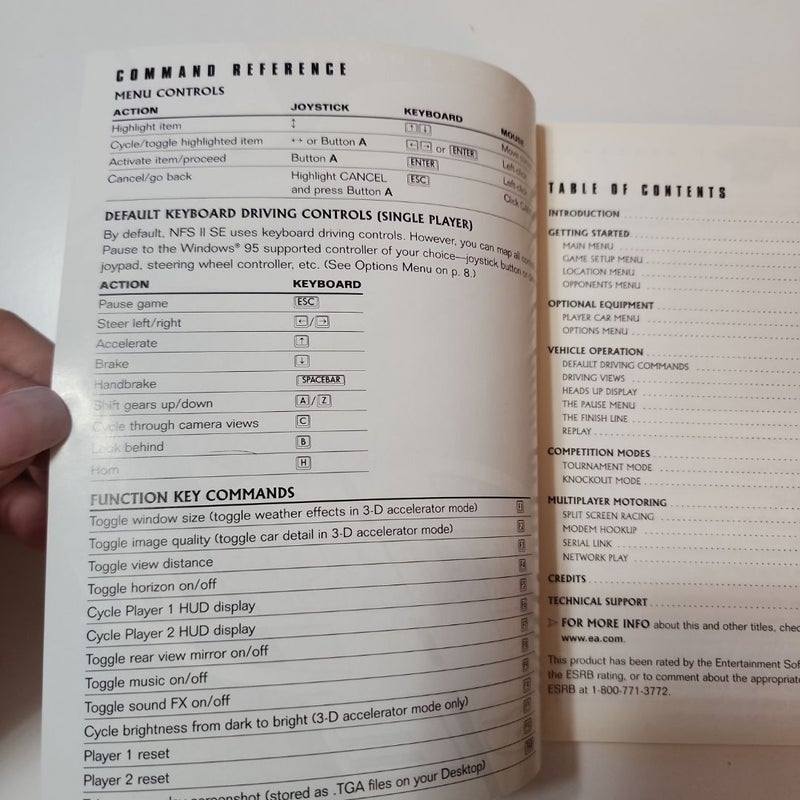 COMMAND REFERENCE
MENU CONTROLS
ACTION JOYSTICK KEYBOARD MOUSE
Highlight item ↕ ↑ ↓ Move
Cycle/toggle highlighted item ↔ or Button A ← → or ENTER Left-click
Activate item/proceed Button A ENTER Left-click
Cancel/go back Highlight CANCEL ESC Click
and press Button A
DEFAULT KEYBOARD DRIVING CONTROLS (SINGLE PLAYER)
By default, NFS II SE uses keyboard driving controls. However, you can map all
Pause to the Windows® 95 supported controller of your choice—joystick button or
joypad, steering wheel controller, etc. (See Options Menu on p. 8.)
ACTION KEYBOARD
Pause game ESC
Steer left/right ←/→
Accelerate ↑
Brake ↓
Handbrake SPACEBAR
Shift gears up/down A/Z
Cycle through camera views C
Look behind B
Horn H
FUNCTION KEY COMMANDS
Toggle window size (toggle weather effects in 3-D accelerator mode) F1
Toggle image quality (toggle car detail in 3-D accelerator mode) F2
Toggle view distance F3
Toggle horizon on/off F4
Cycle Player 1 HUD display
Cycle Player 2 HUD display
Toggle rear view mirror on/off
Toggle music on/off
Toggle sound FX on/off
Cycle brightness from dark to bright (3-D accelerator mode only)
Player 1 reset
Player 2 reset
screenshot (stored as .TGA files on your Desktop)
TABLE OF CONTENTS
INTRODUCTION
GETTING STARTED
MAIN MENU
GAME SETUP MENU
LOCATION MENU
OPPONENTS MENU
OPTIONAL EQUIPMENT
PLAYER CAR MENU
OPTIONS MENU
VEHICLE OPERATION
DEFAULT DRIVING COMMANDS
DRIVING VIEWS
HEADS UP DISPLAY
THE PAUSE MENU
THE FINISH LINE
REPLAY
COMPETITION MODES
TOURNAMENT MODE
KNOCKOUT MODE
MULTIPLAYER MOTORING
SPLIT SCREEN RACING
MODEM HOOKUP
SERIAL LINK
NETWORK PLAY
CREDITS
TECHNICAL SUPPORT
FOR MORE INFO about this and other titles, chec
www.ea.com.
This product has been rated by the Entertainment Sof
the ESRB rating, or to comment about the appropriate
ESRB at 1-800-771-3772.